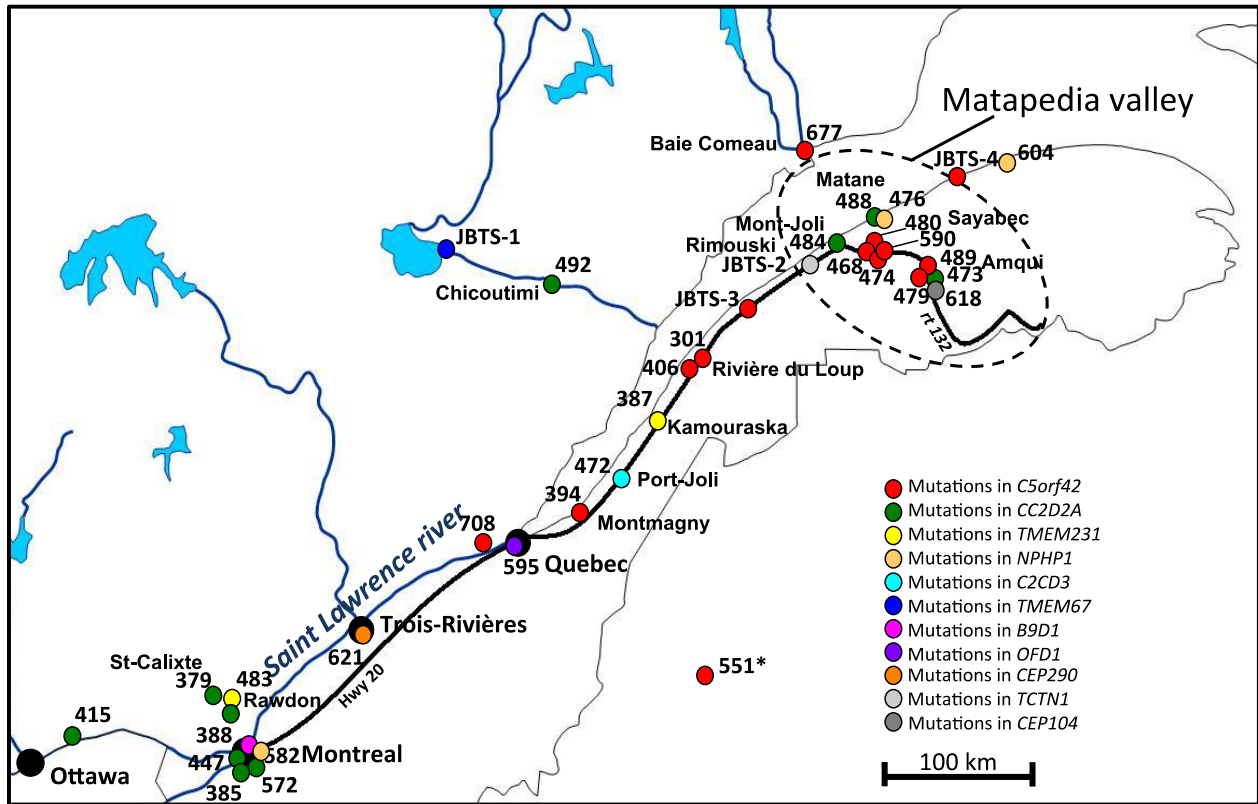 Matapedia valley
677
Baie Comeau
JBTS-4
604
Matane
488
476
480
Sayabec
Mont-Joli
484
590
Rimouski
489
Amqui
JBTS-2
468
474
473
479
618
rt 132
JBTS-1
492
Chicoutimi
JBTS-3
301
406
Rivière du Loup
387
Kamouraska
472
Port-Joli
394
Montmagny
708
595
Quebec
Saint Lawrence river
Trois-Rivières
621
Hwy 20
St-Calixte
379
483
Rawdon
388
415
447
582
Montreal
385
572
Ottawa
551*
Mutations in C5orf42
Mutations in CC2D2A
Mutations in TMEM231
Mutations in NPHP1
Mutations in C2CD3
Mutations in TMEM67
Mutations in B9D1
Mutations in OFD1
Mutations in CEP290
Mutations in TCTN1
Mutations in CEP104
100 km